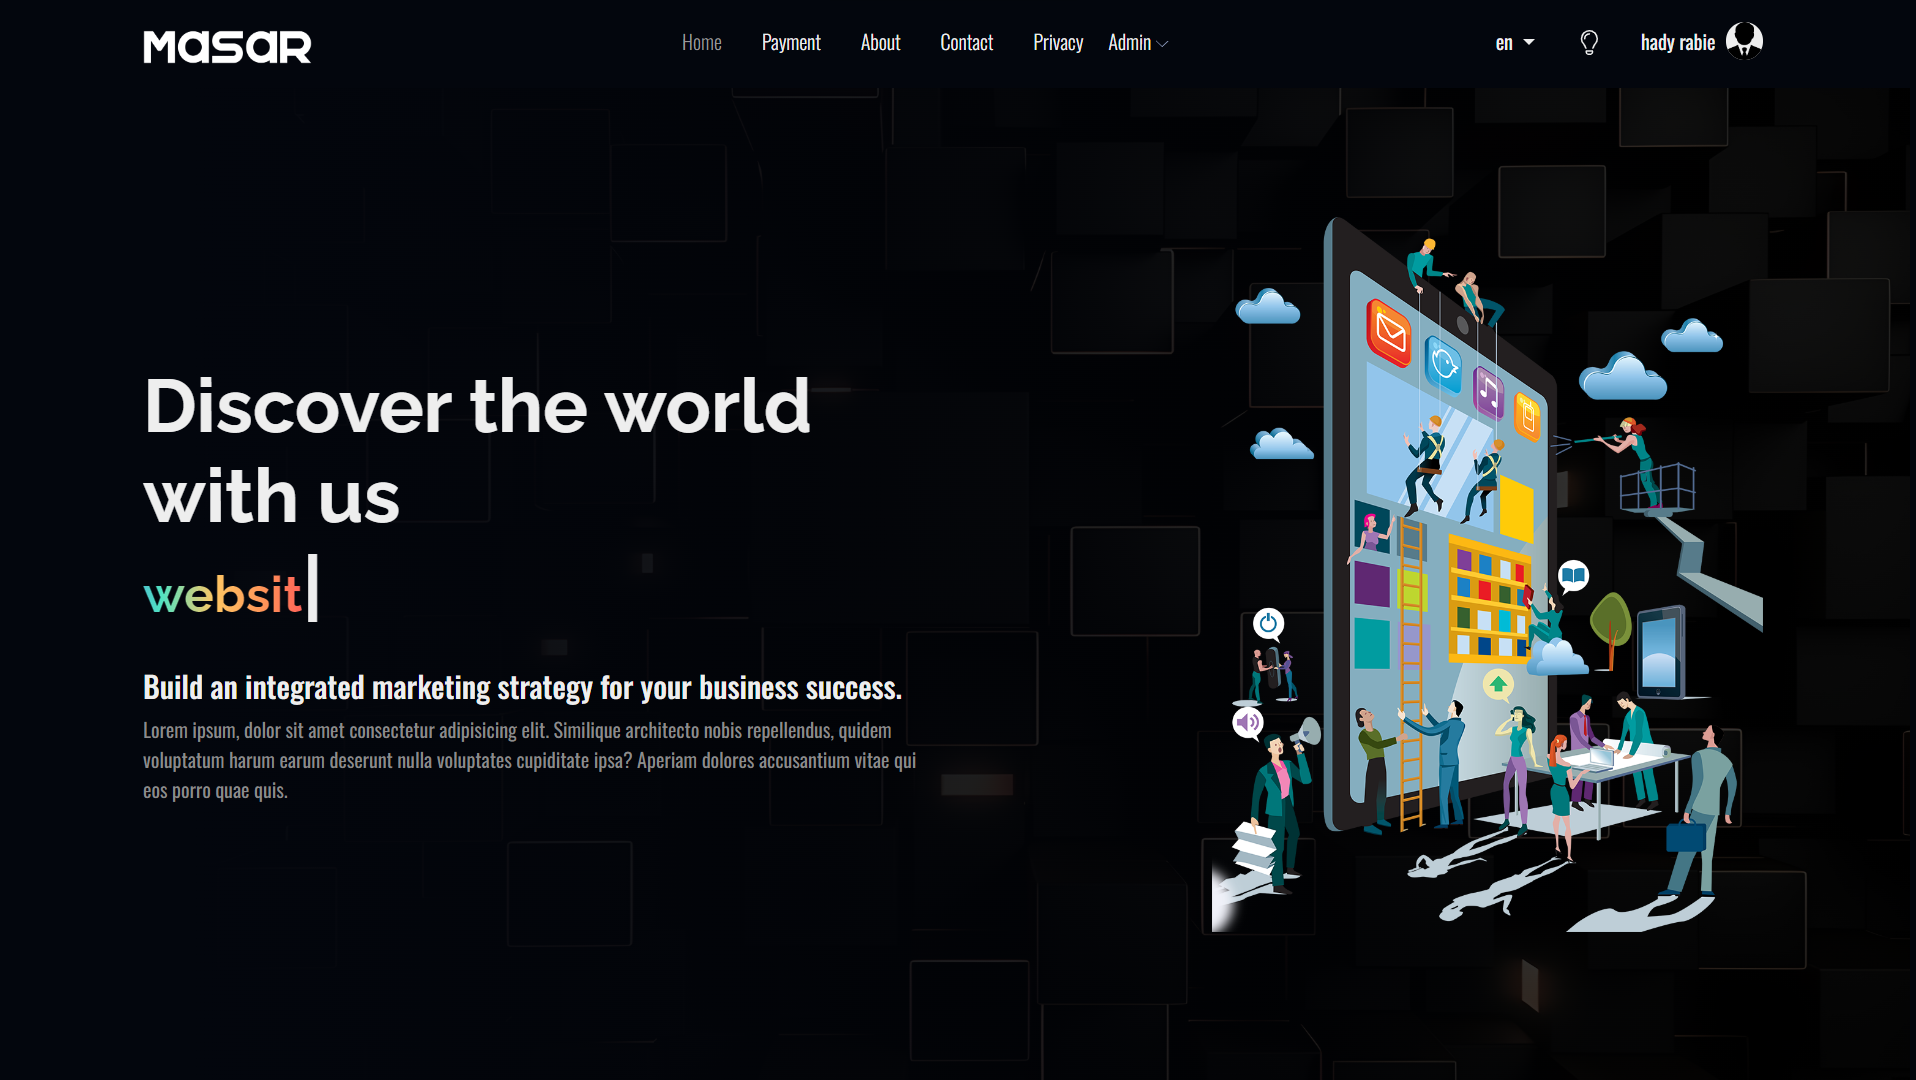 MASAR
Home Payment About Contact Privacy Admin
en
hady rabie
Discover the world
with us
websit
Build an integrated marketing strategy for your business success.
Lorem ipsum, dolor sit amet consectetur adipisicing elit. Similique architecto nobis repellendus, quidem
voluptatum harum earum deserunt nulla voluptates cupiditate ipsa? Aperiam dolores accusantium vitae qui
eos porro quae quis.